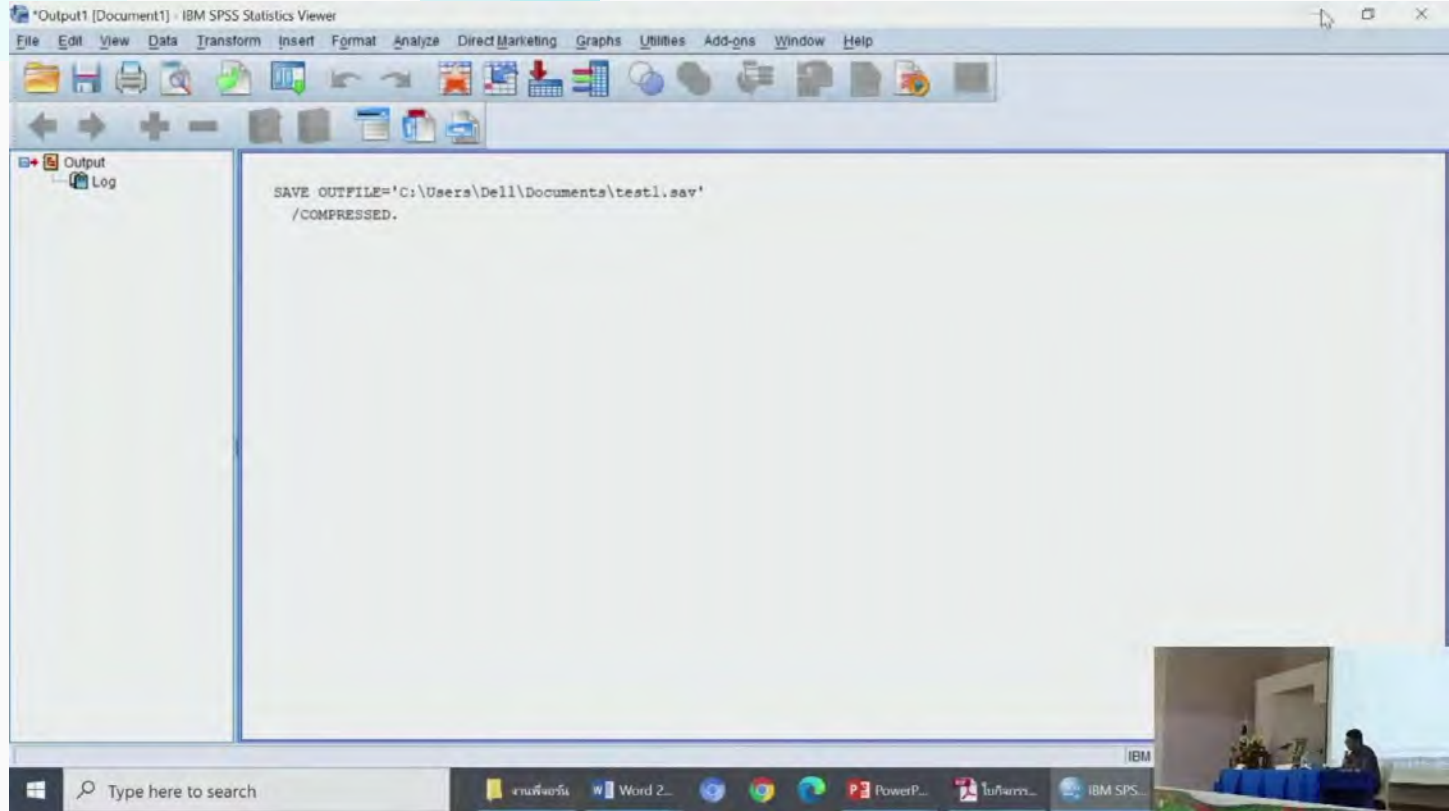 *Output1 [Document1] - IBM SPSS Statistics Viewer
File Edit View Data Transform Insert Format Analyze Direct Marketing Graphs Utilities Add-ons Window Help
Output
Log
SAVE OUTFILE='C:\Users\Dell\Documents\test1.sav'
/COMPRESSED.
IBM
Type here to search
Word 2... PowerP... IBM SPS...